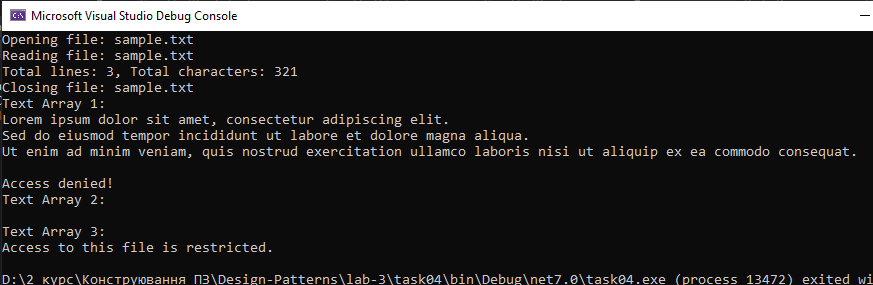 Microsoft Visual Studio Debug Console
Opening file: sample.txt
Reading file: sample.txt
Total lines: 3, Total characters: 321
Closing file: sample.txt
Text Array 1:
Lorem ipsum dolor sit amet, consectetur adipiscing elit.
Sed do eiusmod tempor incididunt ut labore et dolore magna aliqua.
Ut enim ad minim veniam, quis nostrud exercitation ullamco laboris nisi ut aliquip ex ea commodo consequat.
Access denied!
Text Array 2:
Text Array 3:
Access to this file is restricted.
D:\2 курс\Конструювання ПЗ\Design-Patterns\lab-3\task04\bin\Debug\net7.0\task04.exe (process 13472) exited wi